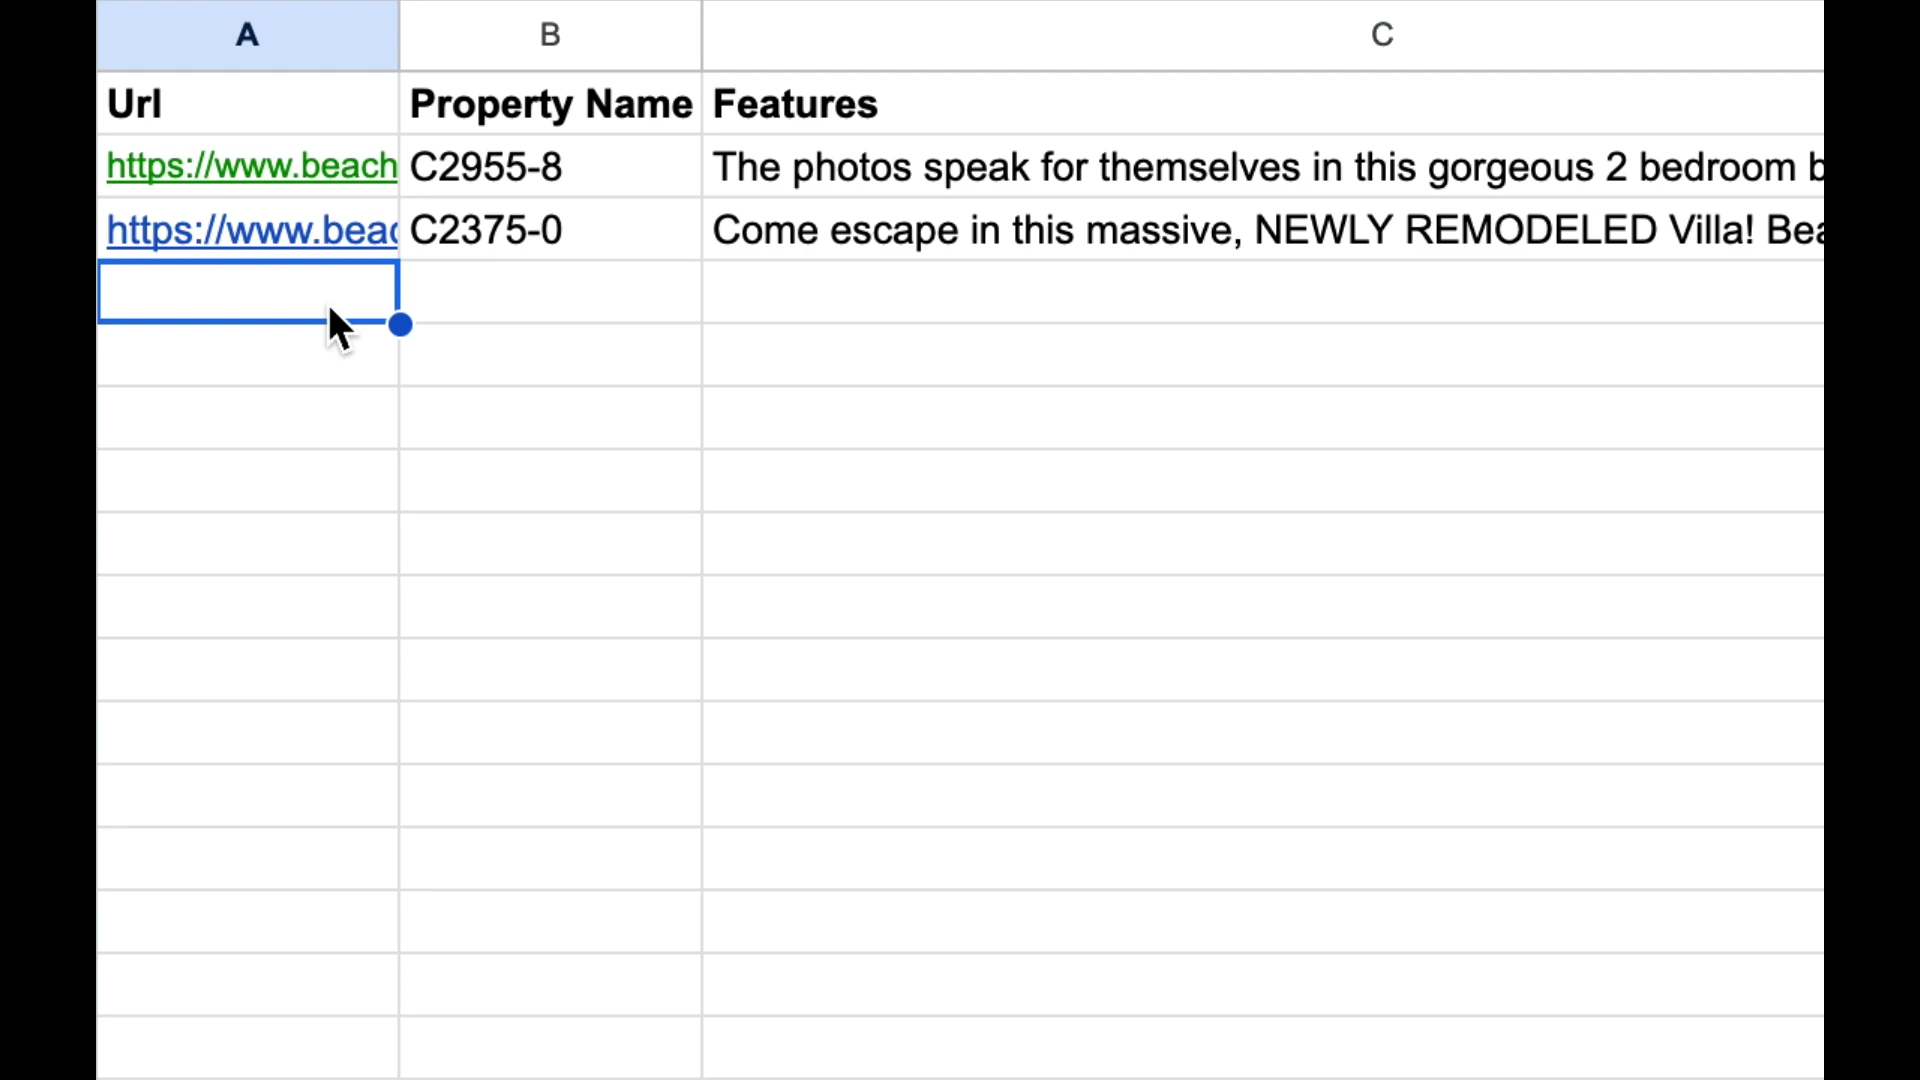 A B C
Url Property Name Features
https://www.beach C2955-8 The photos speak for themselves in this gorgeous 2 bedroom b
https://www.beac C2375-0 Come escape in this massive, NEWLY REMODELED Villa! Bea